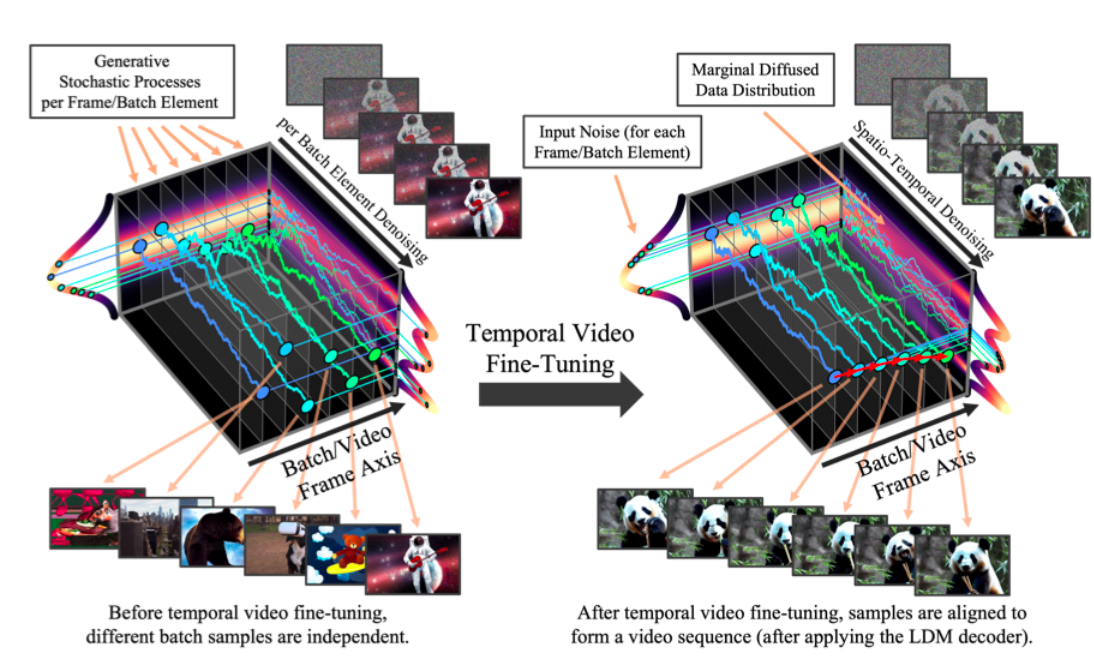 Generative
Stochastic Processes
per Frame/Batch Element
per Batch Element Denoising
Batch/Video
Frame Axis
Before temporal video fine-tuning,
different batch samples are independent.
Temporal Video
Fine-Tuning
Input Noise (for each
Frame/Batch Element)
Marginal Diffused
Data Distribution
Spatio-Temporal Denoising
Batch/Video
Frame Axis
After temporal video fine-tuning, samples are aligned to
form a video sequence (after applying the LDM decoder).